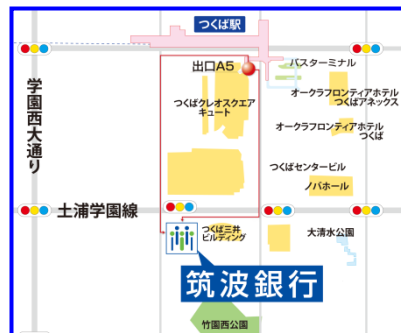 つくば駅
出口A5
バスターミナル
学園西大通り
つくばクレオスクエア
キュート
オークラフロンティアホテル
つくばアネックス
オークラフロンティアホテル
つくば
つくばセンタービル
ノバホール
土浦学園線
つくば三井
ビルディング
大清水公園
筑波銀行
竹園西公園